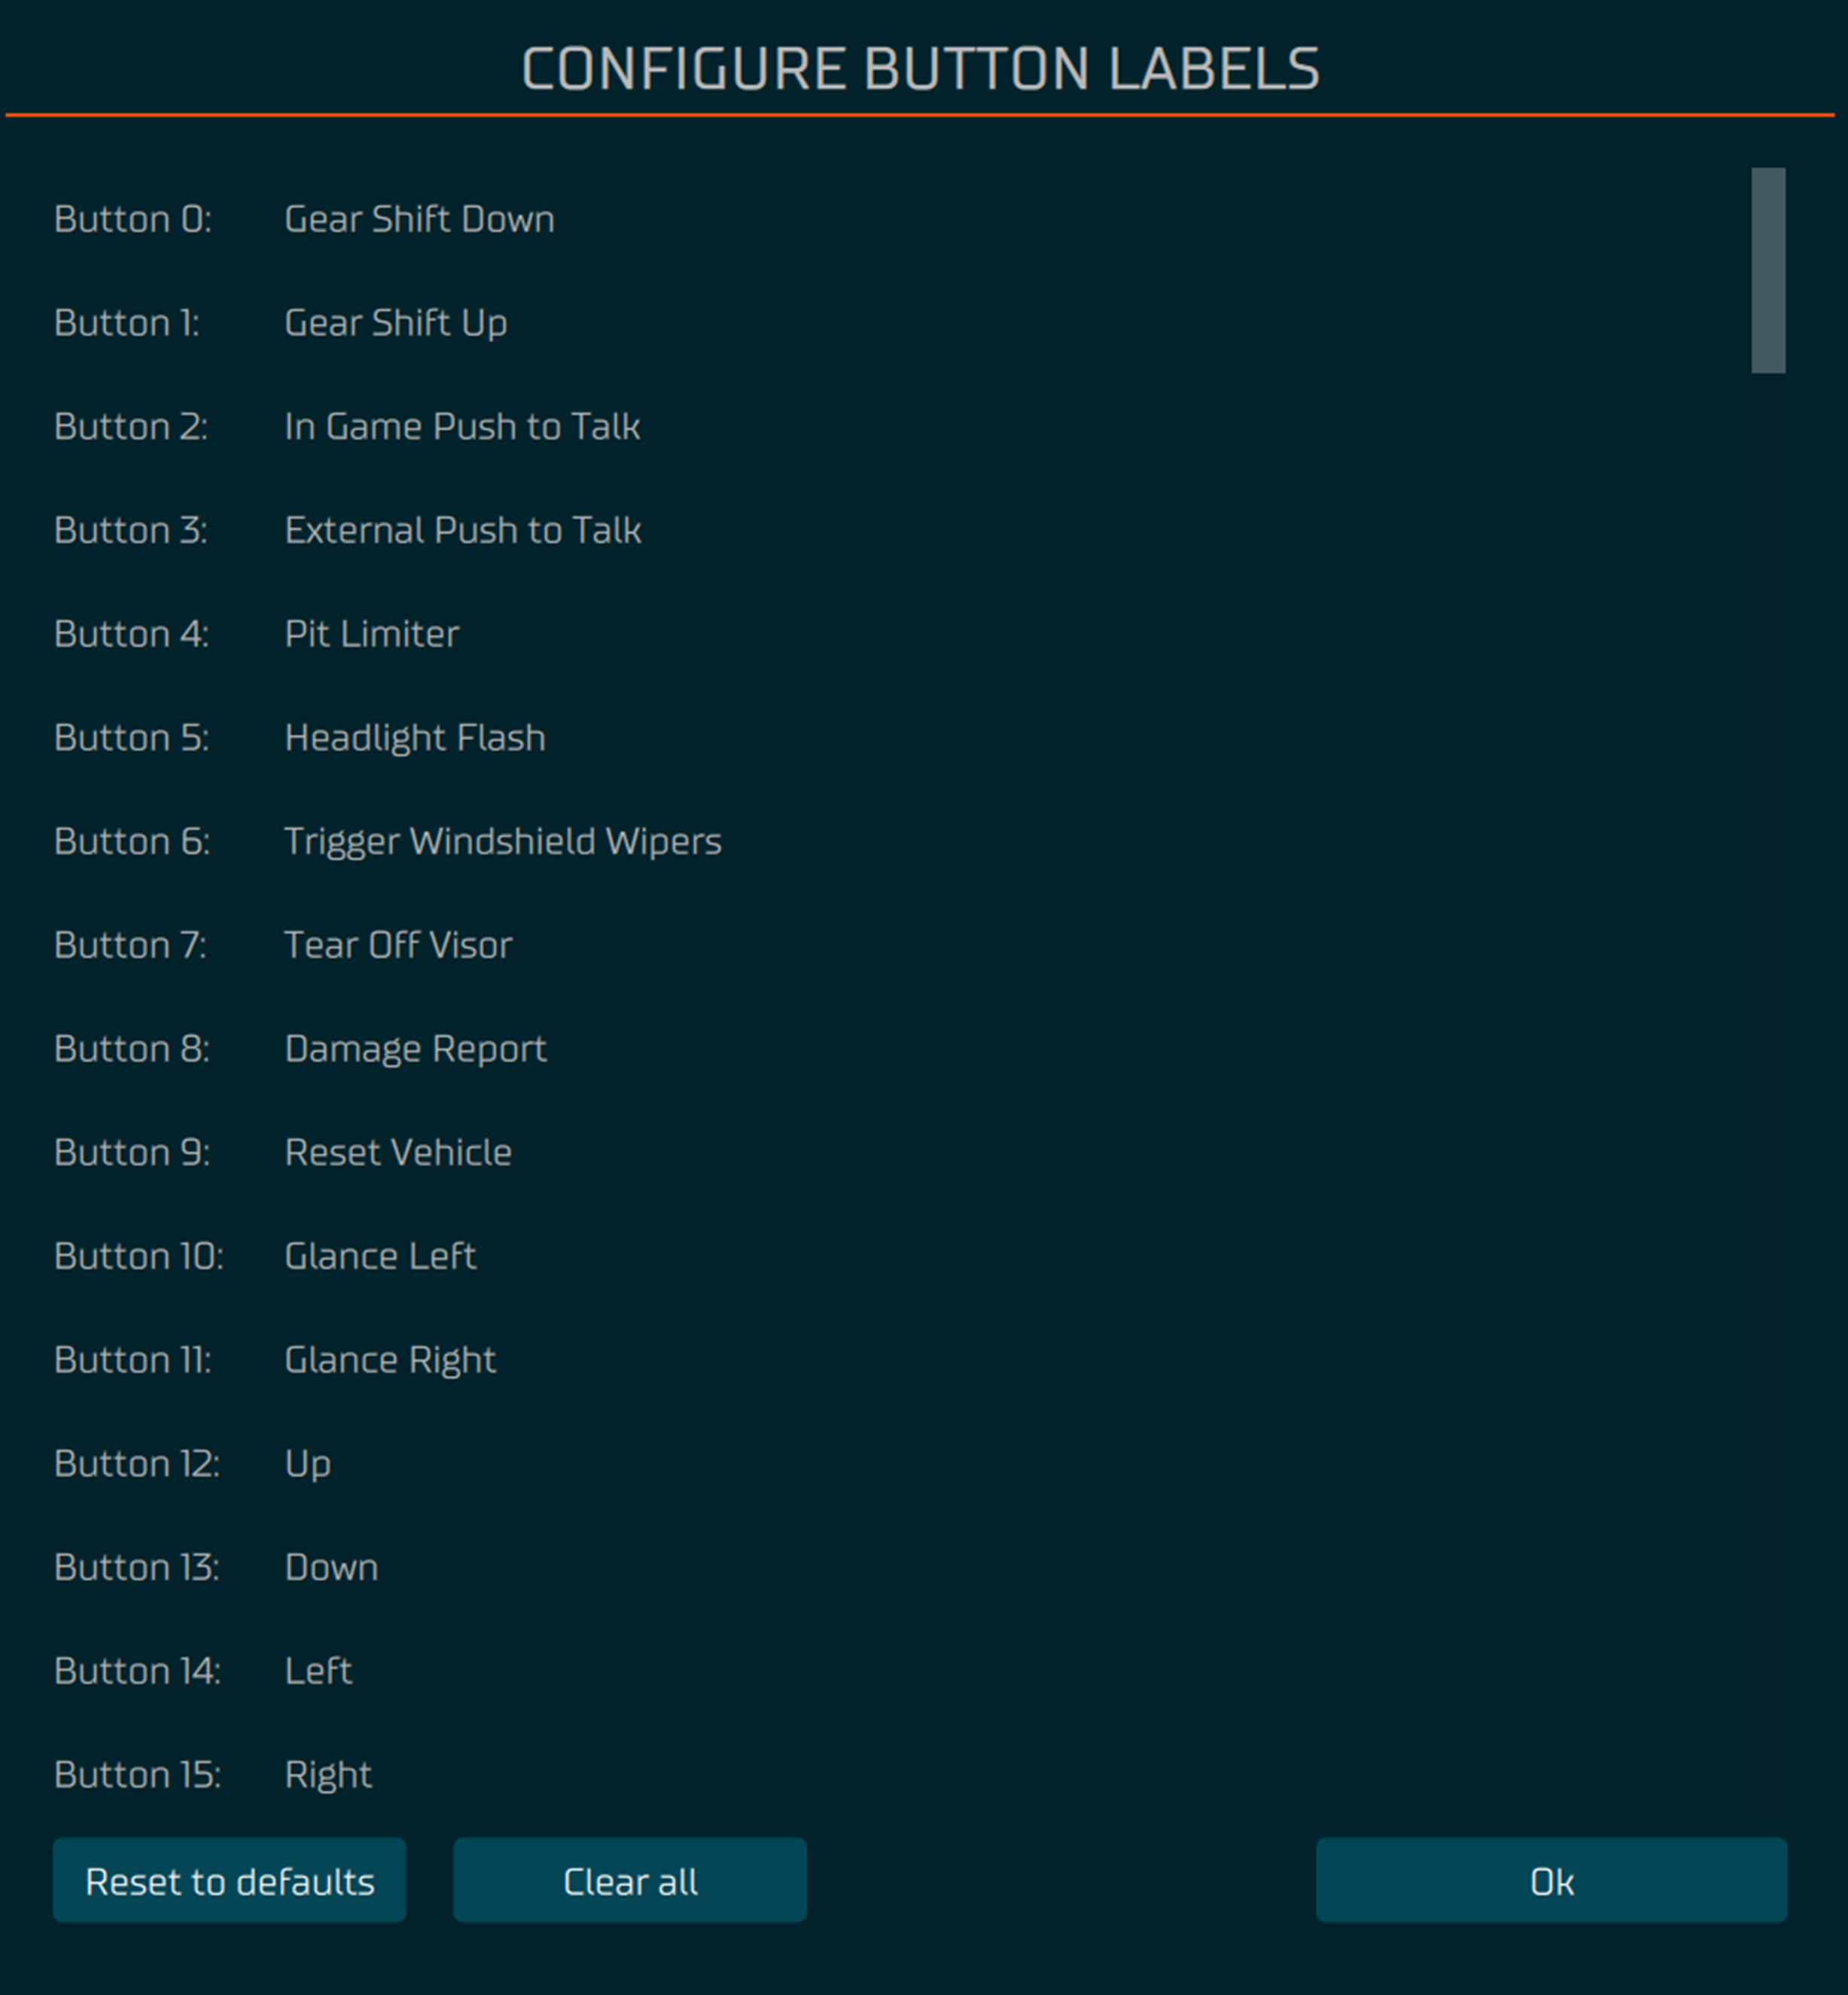 CONFIGURE BUTTON LABELS
Button 0: Gear Shift Down
Button 1: Gear Shift Up
Button 2: In Game Push to Talk
Button 3: External Push to Talk
Button 4: Pit Limiter
Button 5: Headlight Flash
Button 6: Trigger Windshield Wipers
Button 7: Tear Off Visor
Button 8: Damage Report
Button 9: Reset Vehicle
Button 10: Glance Left
Button 11: Glance Right
Button 12: Up
Button 13: Down
Button 14: Left
Button 15: Right
Reset to defaults Clear all Ok